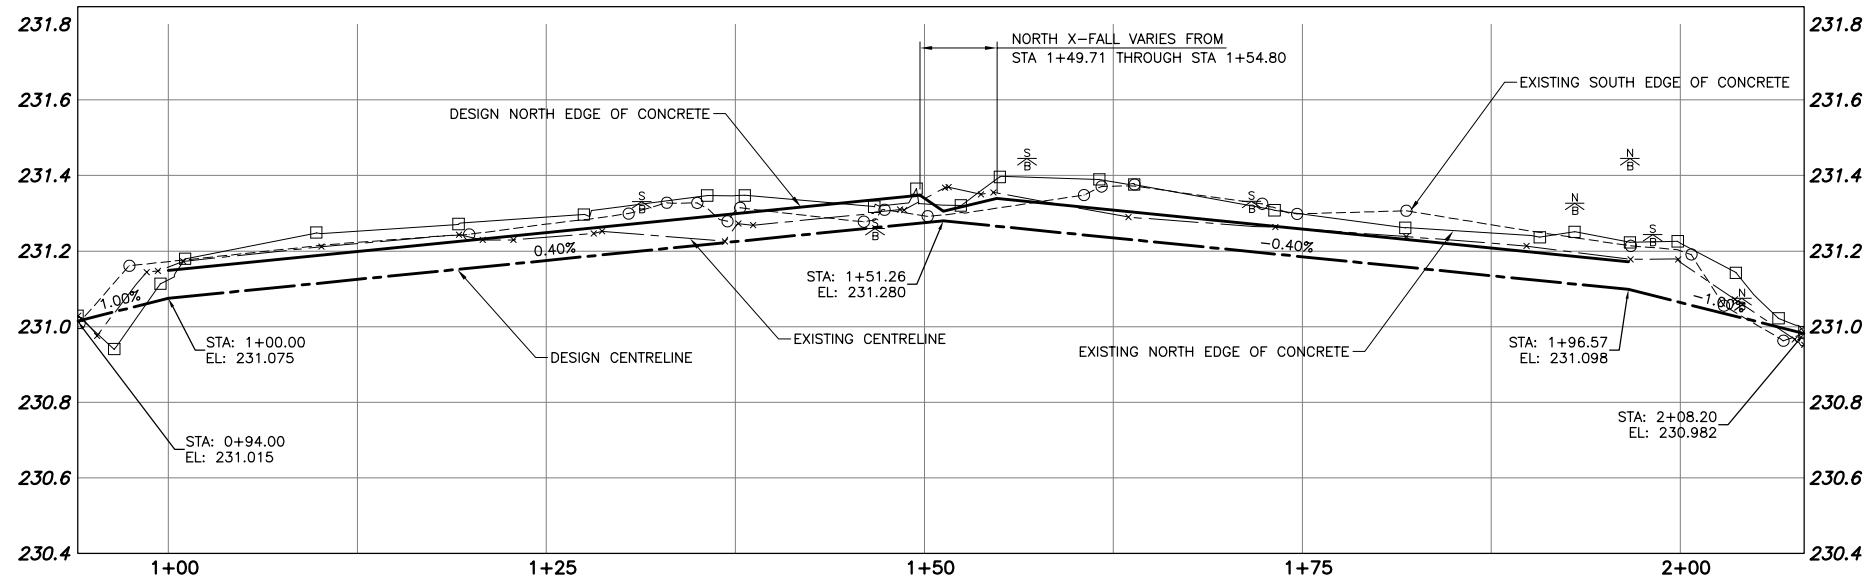 231.8
231.8
NORTH X-FALL VARIES FROM
STA 1+49.71 THROUGH STA 1+54.80
EXISTING SOUTH EDGE OF CONCRETE
231.6
231.6
DESIGN NORTH EDGE OF CONCRETE
231.4
S
B
N
B
231.4
S
B
S
B
N
B
S
B
S
B
231.2
0.40%
-0.40%
231.2
STA: 1+51.26
EL: 231.280
1.00%
-1.00%
N
B
231.0
231.0
STA: 1+00.00
EL: 231.075
DESIGN CENTRELINE
EXISTING CENTRELINE
EXISTING NORTH EDGE OF CONCRETE
STA: 1+96.57
EL: 231.098
230.8
230.8
STA: 0+94.00
EL: 231.015
STA: 2+08.20
EL: 230.982
230.6
230.6
230.4
230.4
1+00
1+25
1+50
1+75
2+00